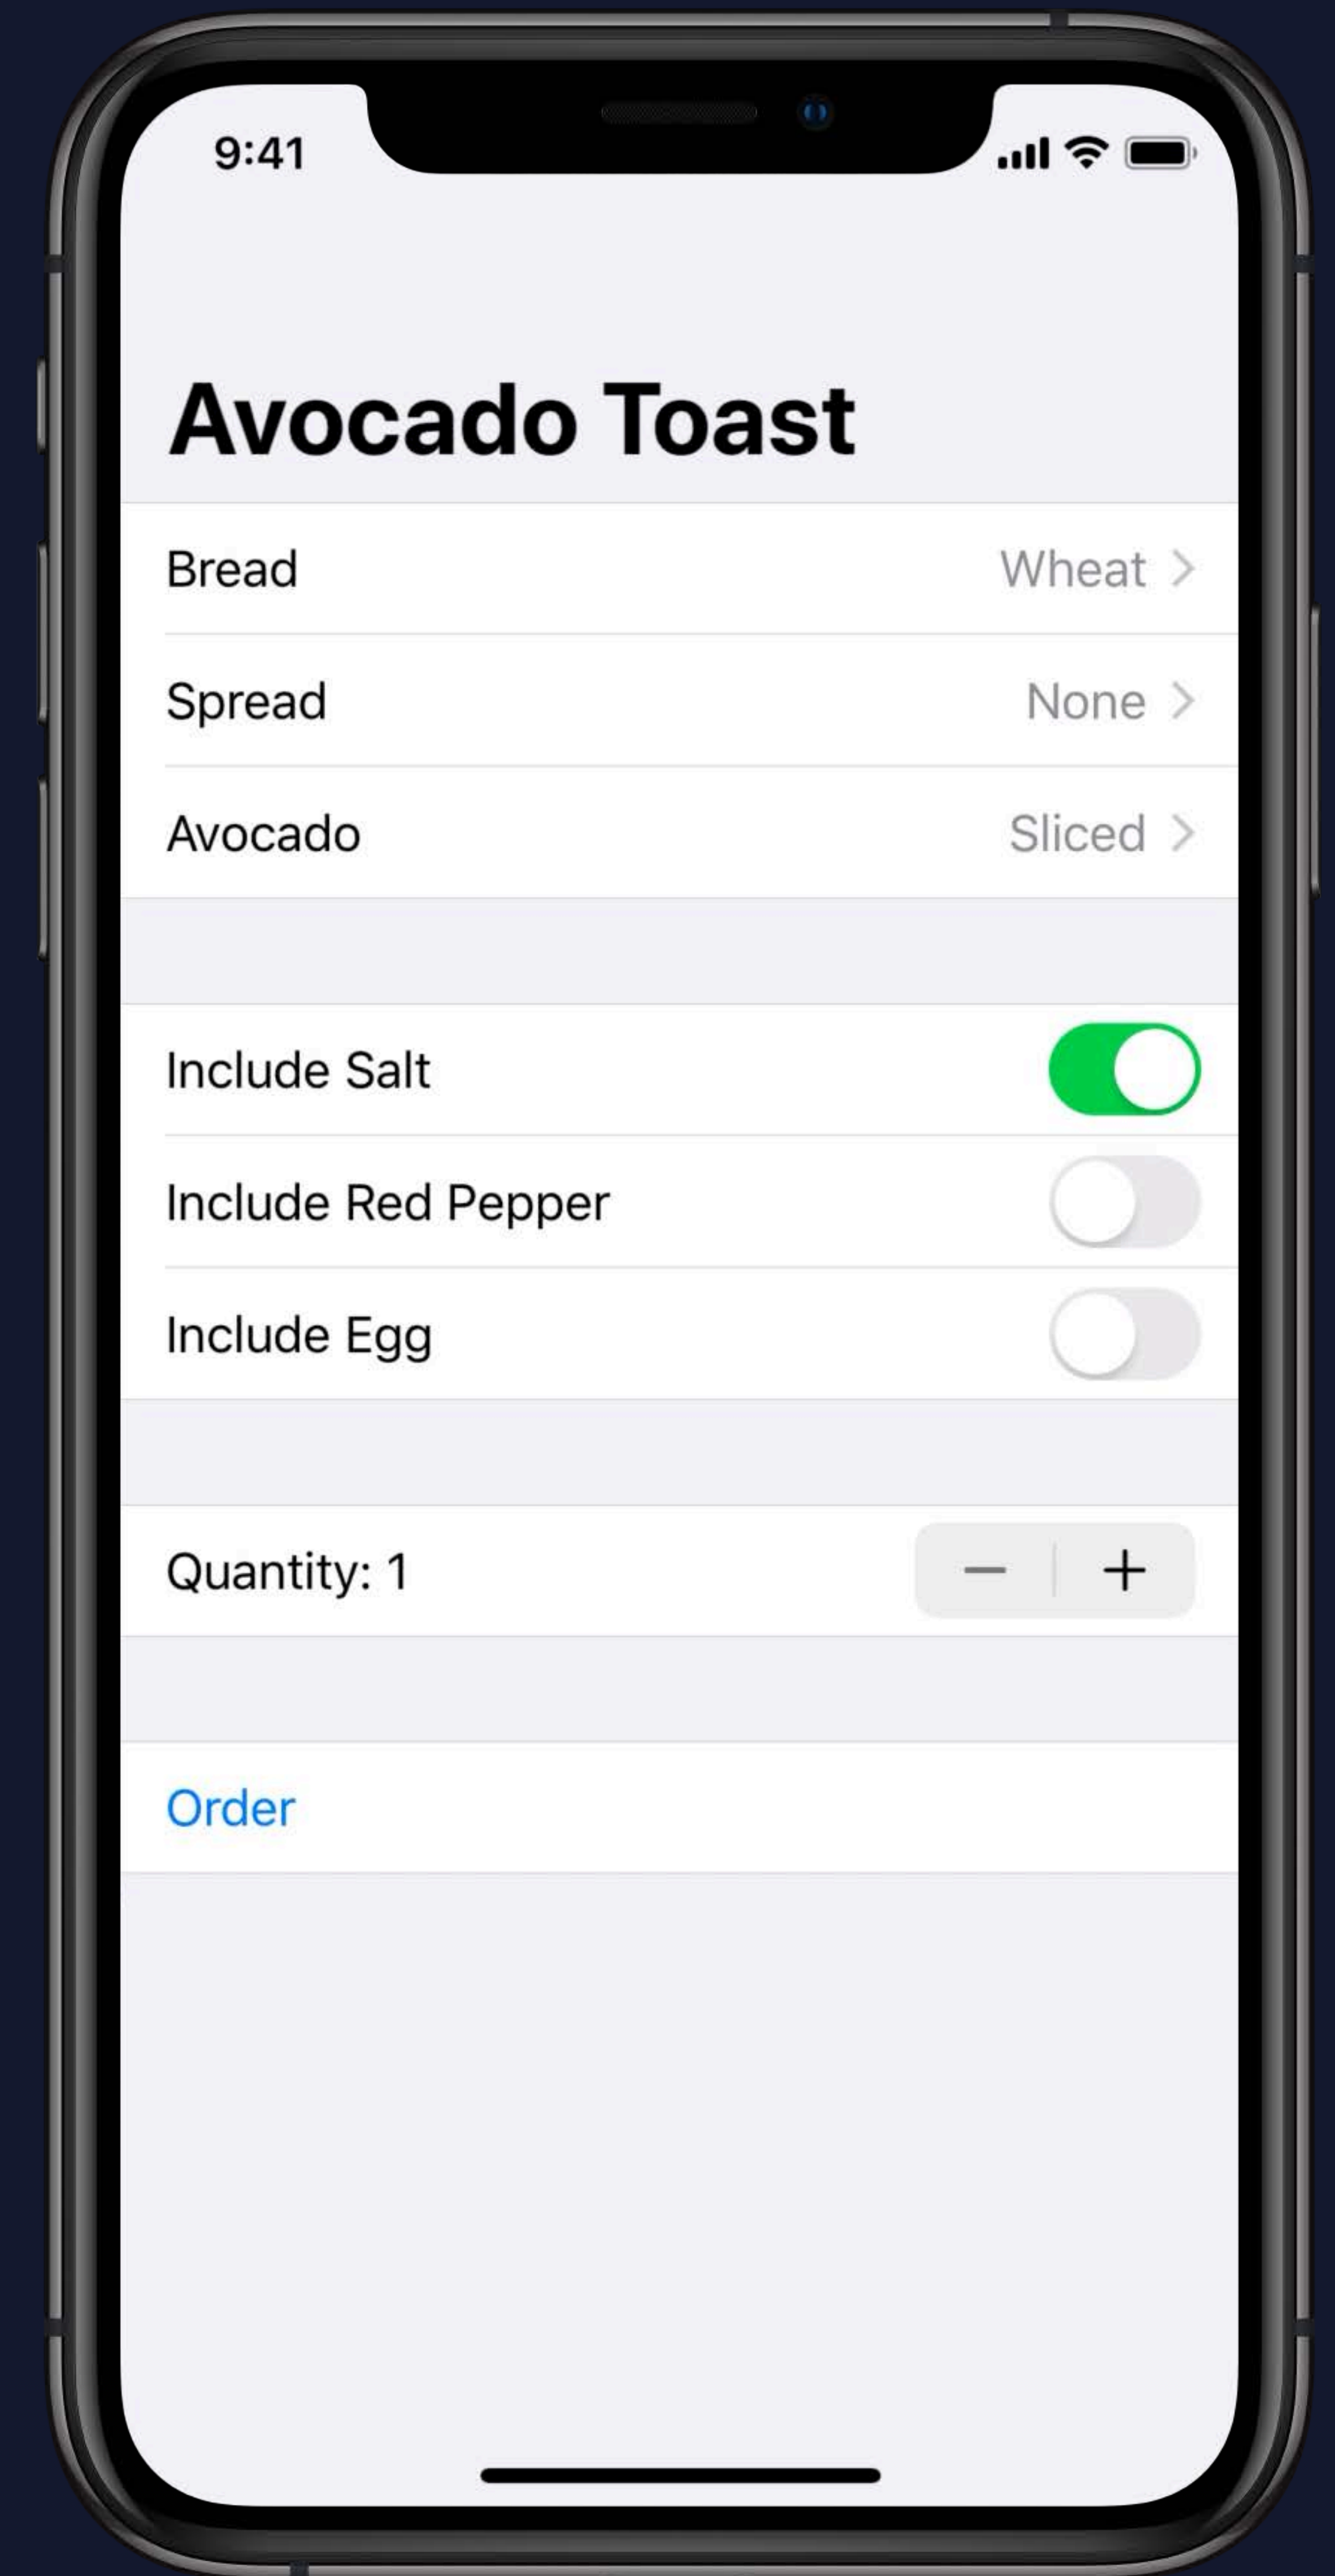 9:41
Avocado Toast
Bread Wheat
Spread None
Avocado Sliced
Include Salt
Include Red Pepper
Include Egg
Quantity: 1
Order